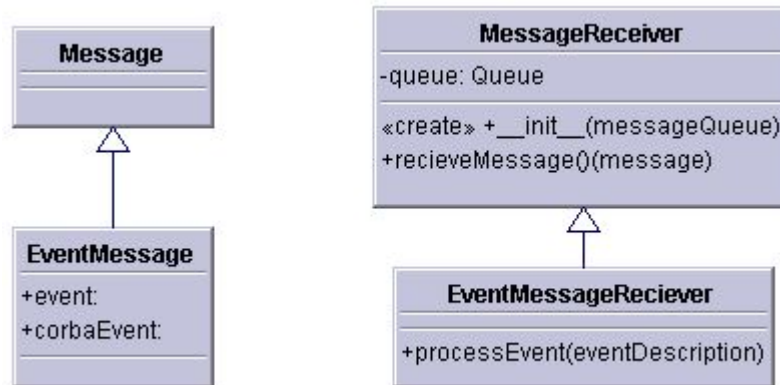 Message
EventMessage
+event:
+corbaEvent:
MessageReceiver
-queue: Queue
«create» +__init__(messageQueue)
+recieveMessage()(message)
EventMessageReciever
+processEvent(eventDescription)